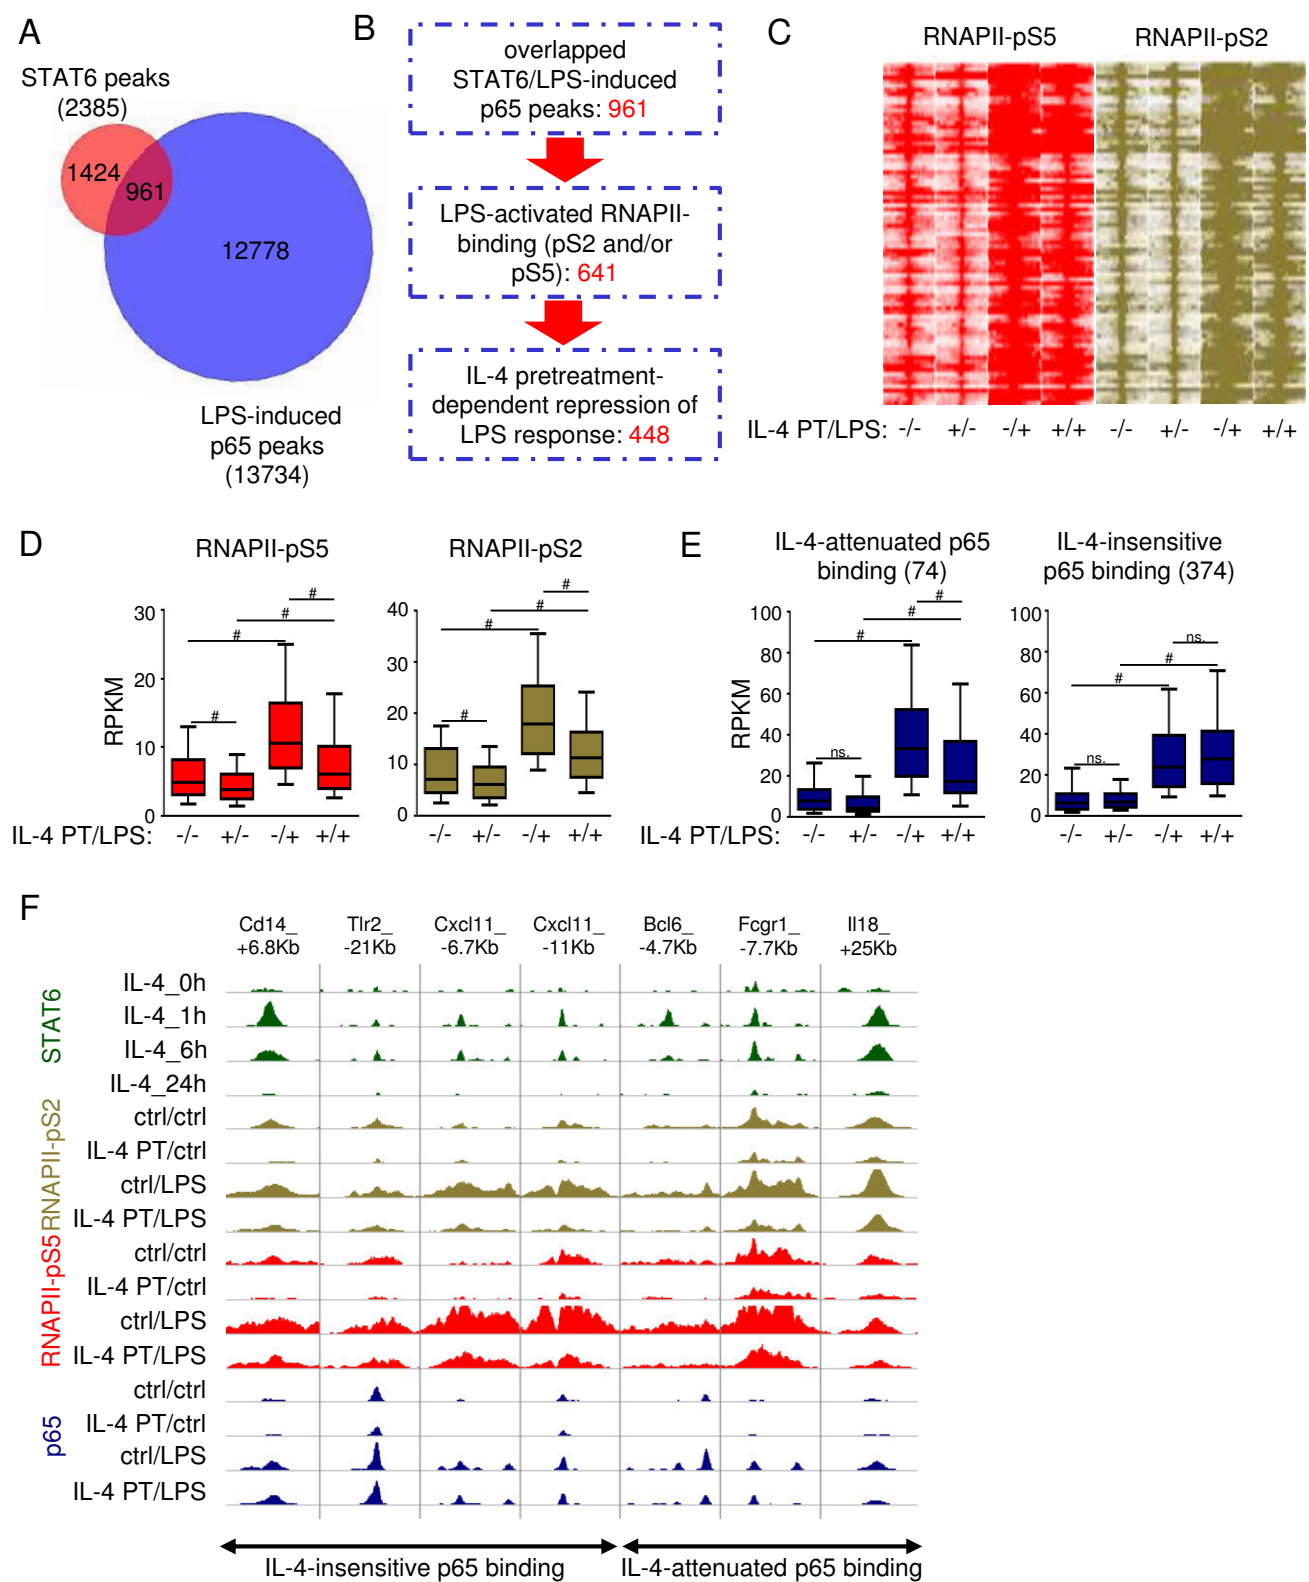 A
STAT6 peaks
(2385)
1424
961
12778
LPS-induced
p65 peaks
(13734)
B
overlapped
STAT6/LPS-induced
p65 peaks: 961
LPS-activated RNAPII-
binding (pS2 and/or
pS5): 641
IL-4 pretreatment-
dependent repression of
LPS response: 448
C
RNAPII-pS5 RNAPII-pS2
IL-4 PT/LPS: -/- +/- -/+ +/+ -/- +/- -/+ +/+
D
RNAPII-pS5
RPKM
30
20
10
0
# # # #
IL-4 PT/LPS: -/- +/- -/+ +/+
RNAPII-pS2
40
30
20
10
0
# # # #
-/- +/- -/+ +/+
E
IL-4-attenuated p65
binding (74)
RPKM
100
80
60
40
20
0
# # # ns.
IL-4 PT/LPS: -/- +/- -/+ +/+
IL-4-insensitive
p65 binding (374)
100
80
60
40
20
0
ns. # # ns.
-/- +/- -/+ +/+
F
Cd14_ Tlr2_ Cxcl11_ Cxcl11_ Bcl6_ Fcgr1_ Il18_
+6.8Kb -21Kb -6.7Kb -11Kb -4.7Kb -7.7Kb +25Kb
STAT6
IL-4_0h
IL-4_1h
IL-4_6h
IL-4_24h
RNAPII-pS2
ctrl/ctrl
IL-4 PT/ctrl
ctrl/LPS
IL-4 PT/LPS
RNAPII-pS5
ctrl/ctrl
IL-4 PT/ctrl
ctrl/LPS
IL-4 PT/LPS
p65
ctrl/ctrl
IL-4 PT/ctrl
ctrl/LPS
IL-4 PT/LPS
IL-4-insensitive p65 binding IL-4-attenuated p65 binding